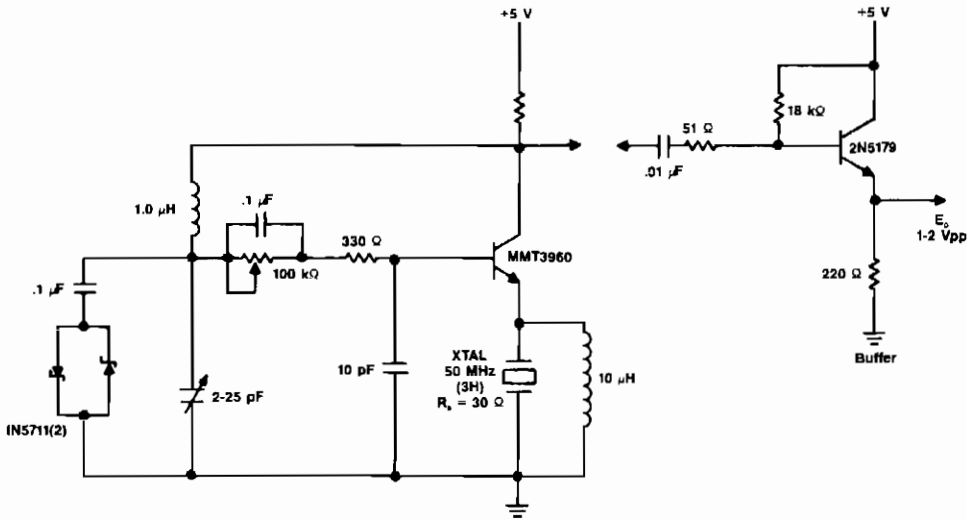 +5 V
+5 V
18 kΩ
51 Ω
2N5179
.01 µF
1.0 µH
.1 µF
330 Ω
E₀
1-2 Vpp
MMT3960
100 kΩ
.1 µF
220 Ω
XTAL
50 MHz
(3H)
Rₛ = 30 Ω
10 pF
10 µH
Buffer
2-25 pF
IN5711(2)